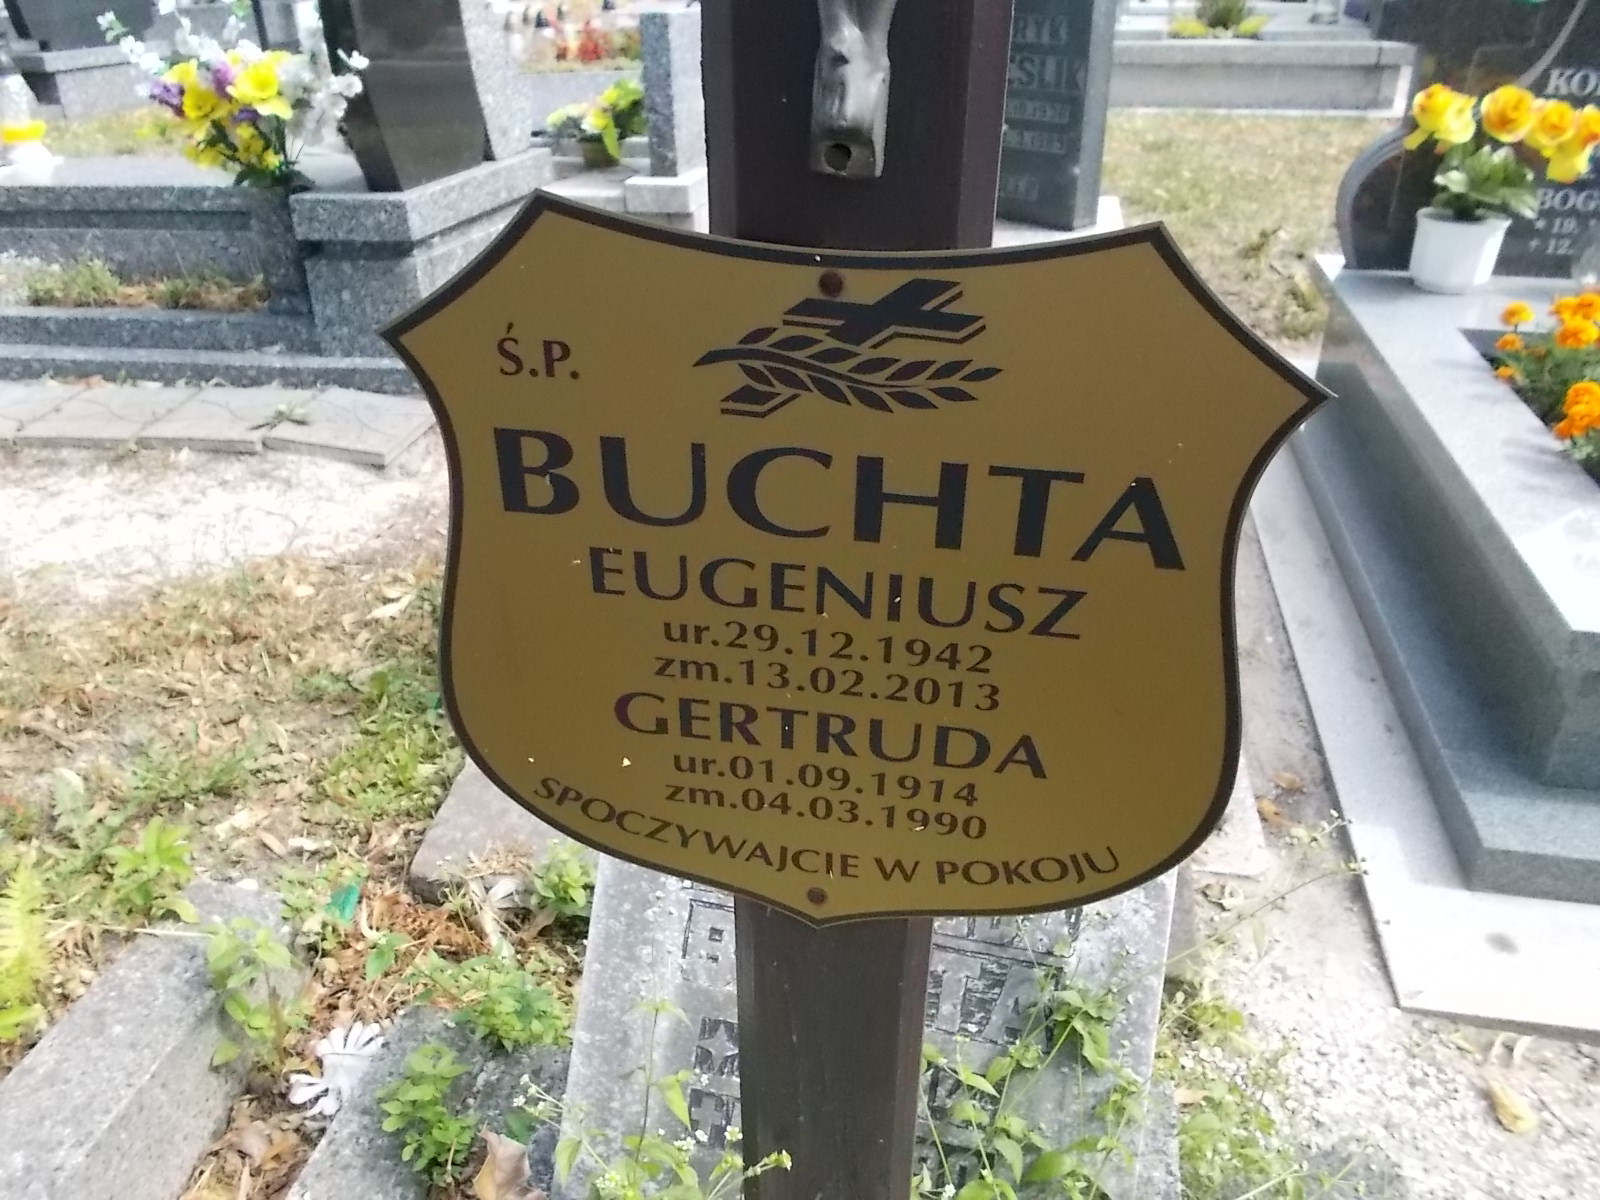 Ś.P.
BUCHTA
EUGENIUSZ
ur.29.12.1942
zm.13.02.2013
GERTRUDA
ur.01.09.1914
zm.04.03.1990
SPOCZYWAJCIE W POKOJU